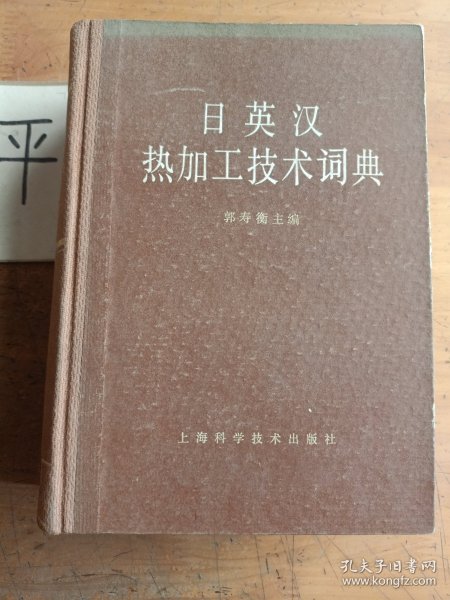 平
日英汉
热加工技术词典
郭寿衡主编
上海科学技术出版社
孔夫子旧书网
www.kongfz.com